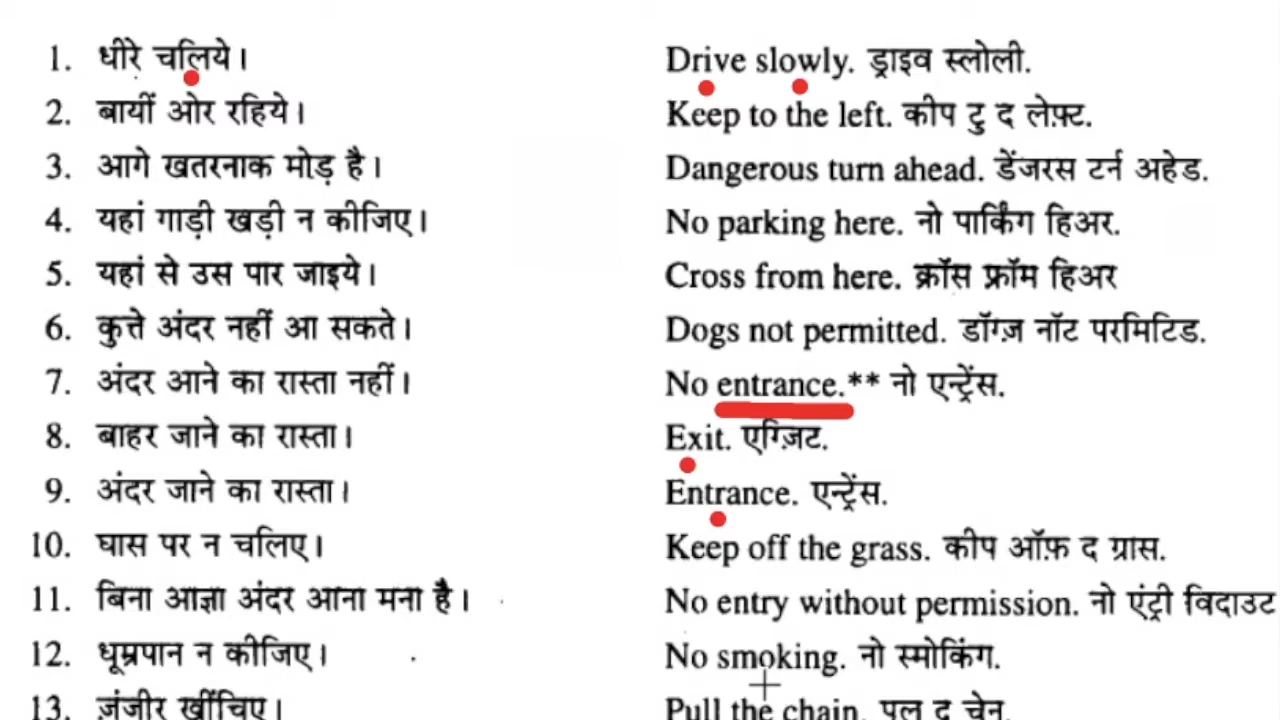 1. धीरे चलिये। Drive slowly. ड्राइव स्लोली.
2. बायीं ओर रहिये। Keep to the left. कीप टु द लेफ़्ट.
3. आगे खतरनाक मोड़ है। Dangerous turn ahead. डेंजरस टर्न अहेड.
4. यहां गाड़ी खड़ी न कीजिए। No parking here. नो पार्किंग हिअर.
5. यहां से उस पार जाइये। Cross from here. क्रॉस फ्रॉम हिअर
6. कुत्ते अंदर नहीं आ सकते। Dogs not permitted. डॉग्ज़ नॉट परमिटिड.
7. अंदर आने का रास्ता नहीं। No entrance.** नो एन्ट्रेंस.
8. बाहर जाने का रास्ता। Exit. एग्ज़िट.
9. अंदर जाने का रास्ता। Entrance. एन्ट्रेंस.
10. घास पर न चलिए। Keep off the grass. कीप ऑफ़ द ग्रास.
11. बिना आज्ञा अंदर आना मना है। No entry without permission. नो एंट्री विदाउट
12. धूम्रपान न कीजिए। No smoking. नो स्मोकिंग.
13. ज़ंजीर खींचिए। Pull the chain. पुल द चेन.